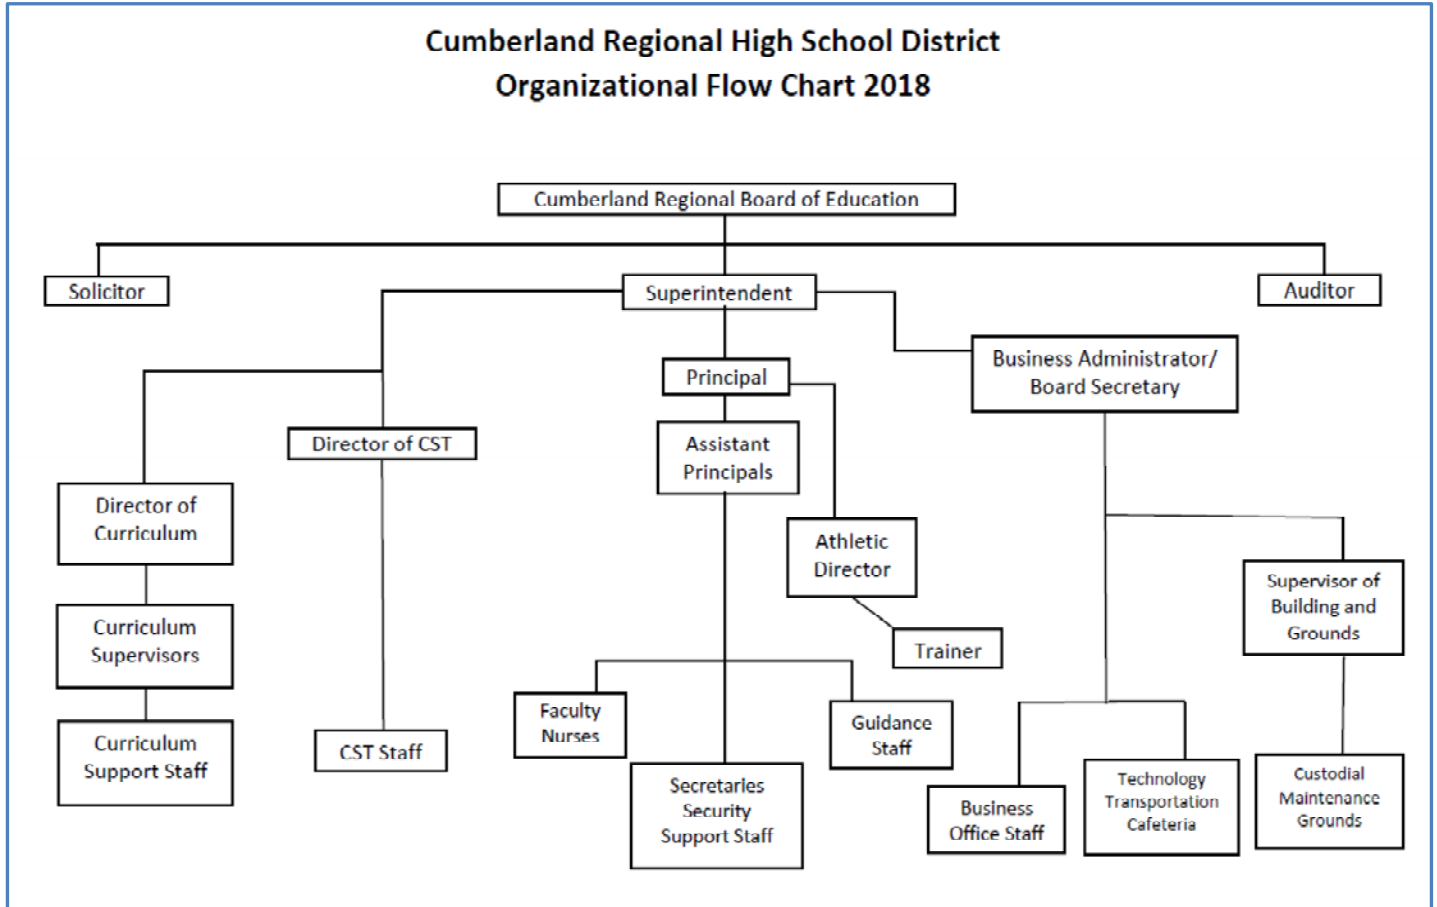 Cumberland Regional High School District
Organizational Flow Chart 2018
Cumberland Regional Board of Education
Solicitor
Superintendent
Auditor
Business Administrator/
Board Secretary
Principal
Director of CST
Assistant
Principals
Director of
Curriculum
Athletic
Director
Supervisor of
Building and
Grounds
Curriculum
Supervisors
Trainer
Faculty
Nurses
Guidance
Staff
Curriculum
Support Staff
CST Staff
Secretaries
Security
Support Staff
Business
Office Staff
Technology
Transportation
Cafeteria
Custodial
Maintenance
Grounds